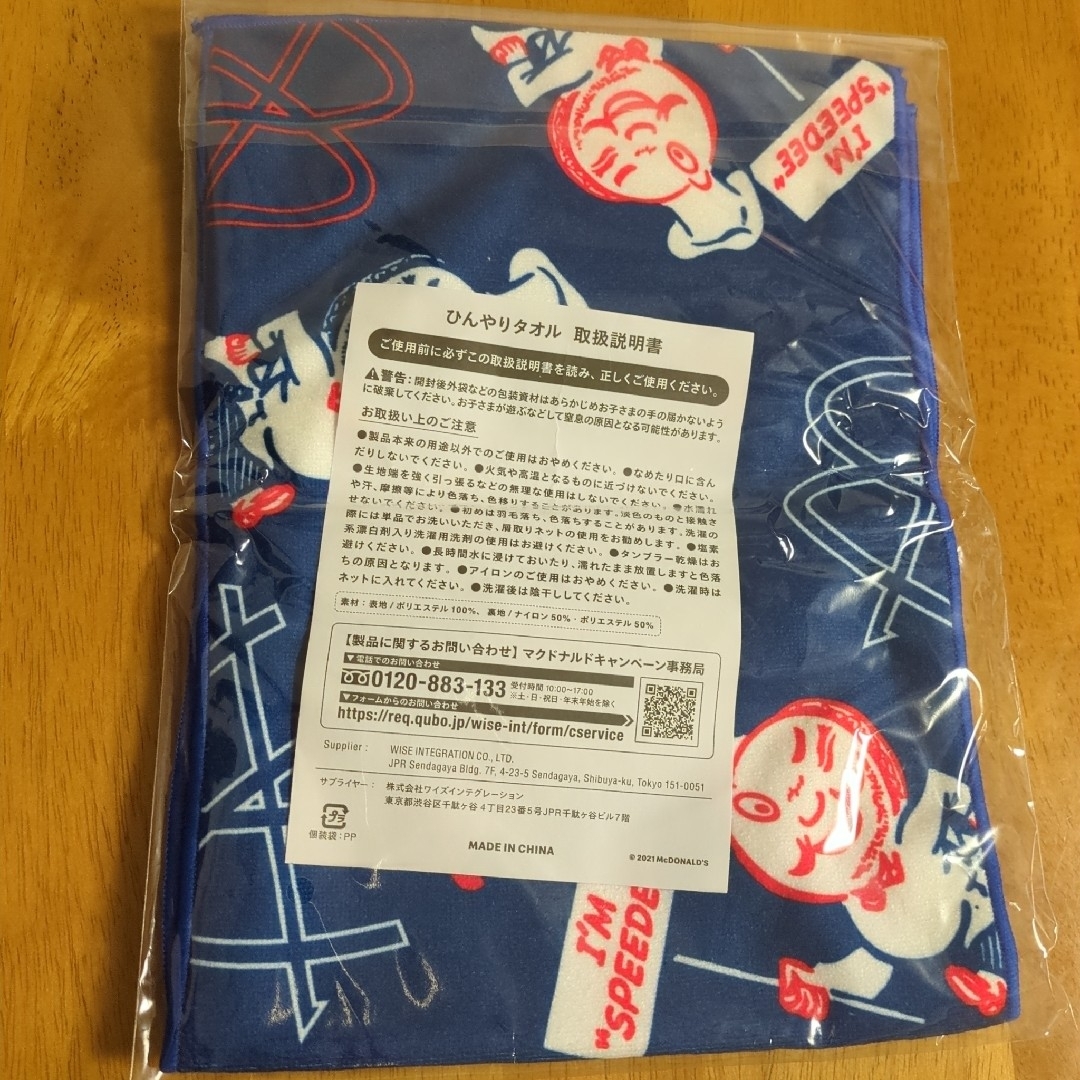 I'M
"SPEEDEE"
ひんやりタオル 取扱説明書
ご使用前に必ずこの取扱説明書を読み、正しくご使用ください。
警告：開封後外袋などの包装資材はあらかじめお子さまの手の届かないよう
に破棄してください。お子さまが遊ぶなどして窒息の原因となる可能性があります。
お取扱い上のご注意
●製品本来の用途以外でのご使用はおやめください。●なめたり口に含ん
だりしないでください。●火気や高温となるものに近づけないでください。
●生地端を強く引っ張るなどの無理な使用はしないでください。●水濡れ
や汗、摩擦等により色落ち、色移りすることがあります。淡色のものと接触さ
せないでください。●初めは羽毛落ち、色落ちすることがあります。洗濯の
際には単品でお洗いいただき、屑取りネットの使用をお勧めします。●塩素
系漂白剤入り洗濯用洗剤の使用はお避けください。●タンブラー乾燥はお
避けください。●長時間水に浸けておいたり、濡れたまま放置しますと色落
ちの原因となります。●アイロンのご使用はおやめください。●洗濯時は
ネットに入れてください。●洗濯後は陰干ししてください。
素材：表地/ポリエステル100%、裏地/ナイロン50%・ポリエステル50%
【製品に関するお問い合わせ】マクドナルドキャンペーン事務局
▼電話でのお問い合わせ
0120-883-133 受付時間 10:00～17:00
※土・日・祝日・年末年始を除く
▼フォームからのお問い合わせ
https://req.qubo.jp/wise-int/form/cservice
Supplier： WISE INTEGRATION CO., LTD.
JPR Sendagaya Bldg. 7F, 4-23-5 Sendagaya, Shibuya-ku, Tokyo 151-0051
サプライヤー： 株式会社ワイズインテグレーション
東京都渋谷区千駄ヶ谷 4丁目23番5号JPR千駄ヶ谷ビル7階
プラ
個装袋：PP
MADE IN CHINA
© 2021 McDONALD'S
I'M
"SPEEDE